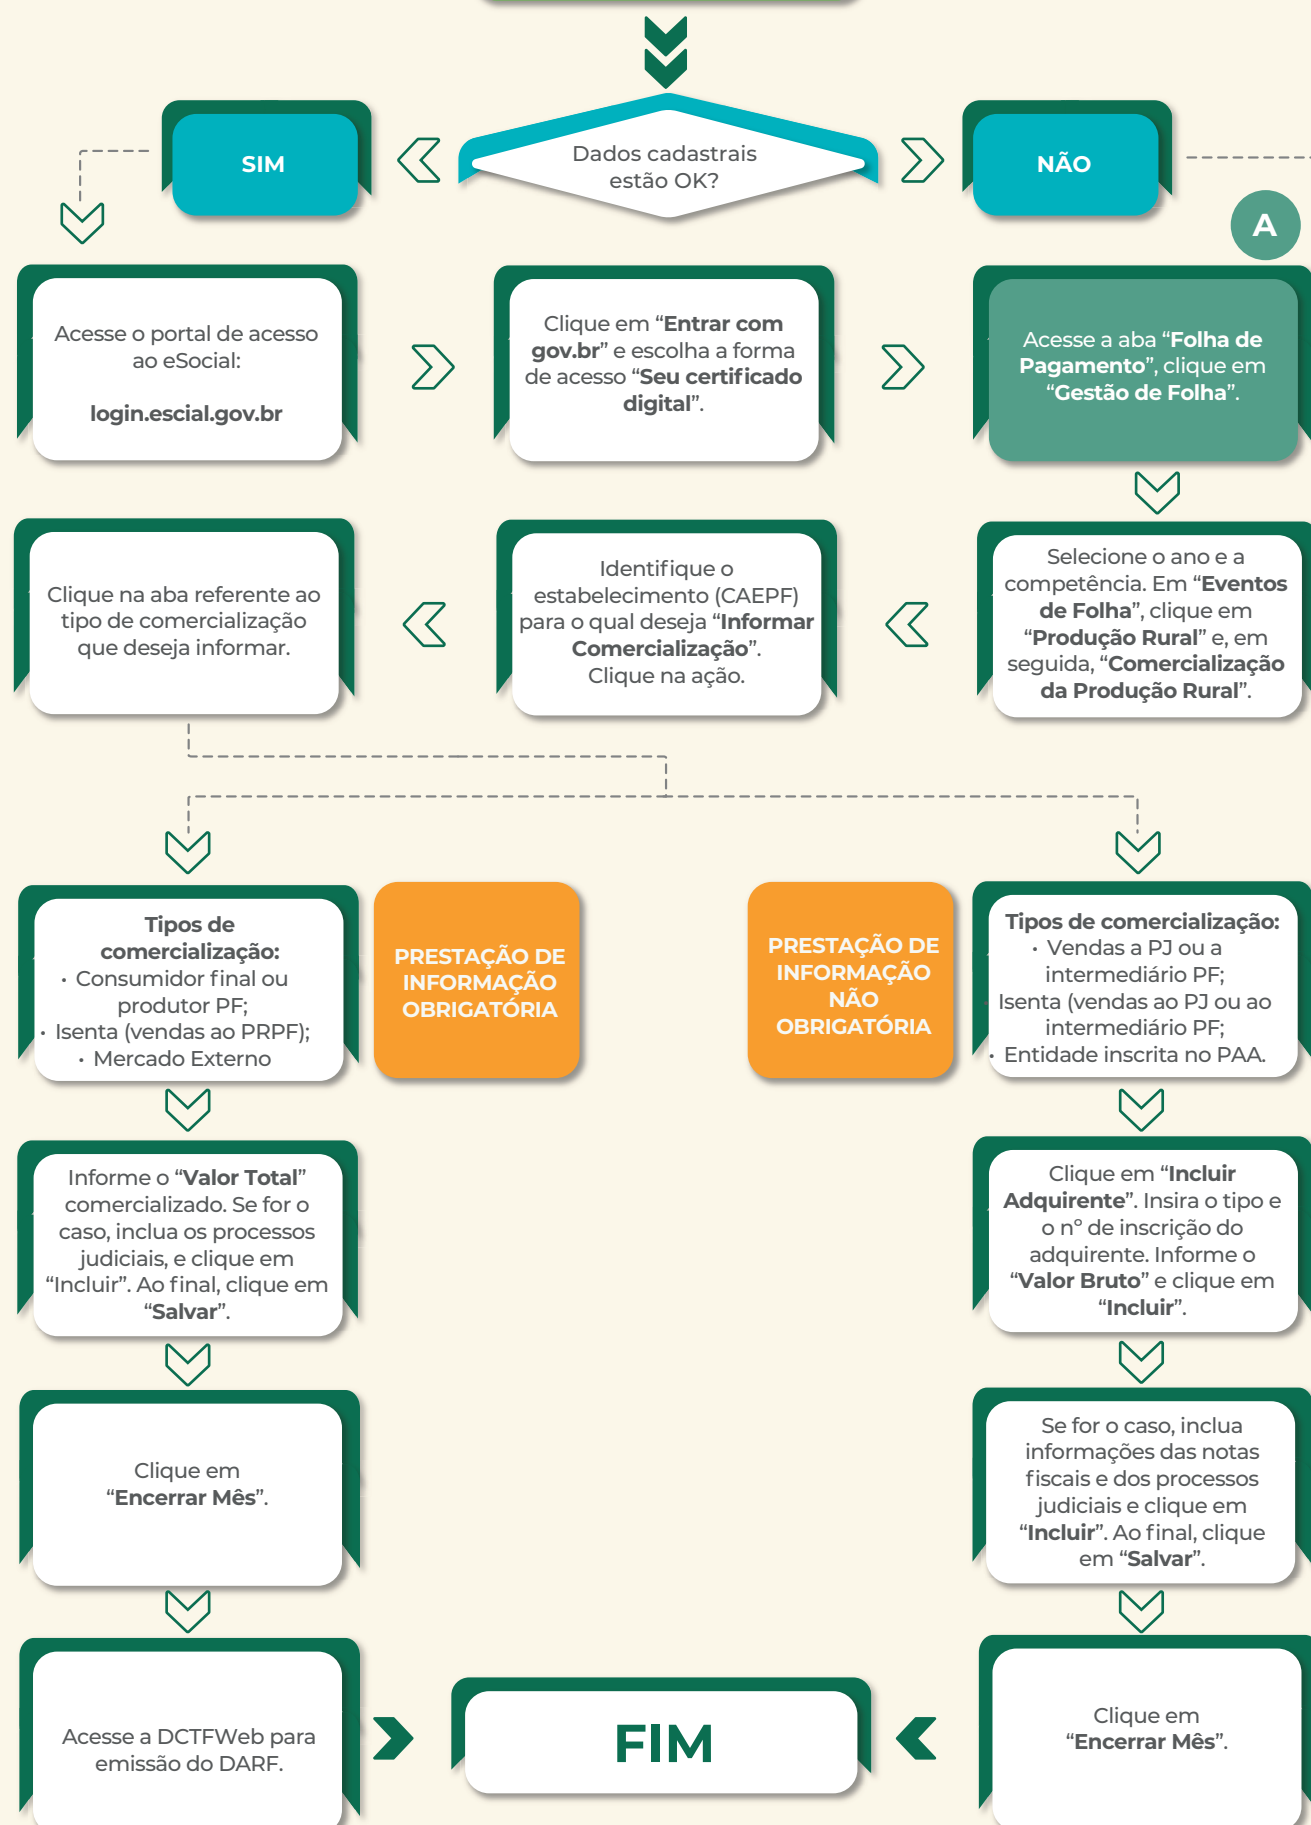 Dados cadastrais
estão OK?
SIM
NÃO
A
Acesse o portal de acesso
ao eSocial:
login.escial.gov.br
Clique em “Entrar com
gov.br” e escolha a forma
de acesso “Seu certificado
digital”.
Acesse a aba “Folha de
Pagamento”, clique em
“Gestão de Folha”.
Selecione o ano e a
competência. Em “Eventos
de Folha”, clique em
“Produção Rural” e, em
seguida, “Comercialização
da Produção Rural”.
Identifique o
estabelecimento (CAEPF)
para o qual deseja “Informar
Comercialização”.
Clique na ação.
Clique na aba referente ao
tipo de comercialização
que deseja informar.
Tipos de
comercialização:
• Consumidor final ou
produtor PF;
• Isenta (vendas ao PRPF);
• Mercado Externo
PRESTAÇÃO DE
INFORMAÇÃO
OBRIGATÓRIA
Informe o “Valor Total”
comercializado. Se for o
caso, inclua os processos
judiciais, e clique em
“Incluir”. Ao final, clique em
“Salvar”.
Clique em
“Encerrar Mês”.
Acesse a DCTFWeb para
emissão do DARF.
PRESTAÇÃO DE
INFORMAÇÃO
NÃO
OBRIGATÓRIA
Tipos de comercialização:
• Vendas a PJ ou a
intermediário PF;
• Isenta (vendas ao PJ ou ao
intermediário PF;
• Entidade inscrita no PAA.
Clique em “Incluir
Adquirente”. Insira o tipo e
o nº de inscrição do
adquirente. Informe o
“Valor Bruto” e clique em
“Incluir”.
Se for o caso, inclua
informações das notas
fiscais e dos processos
judiciais e clique em
“Incluir”. Ao final, clique
em “Salvar”.
Clique em
“Encerrar Mês”.
FIM